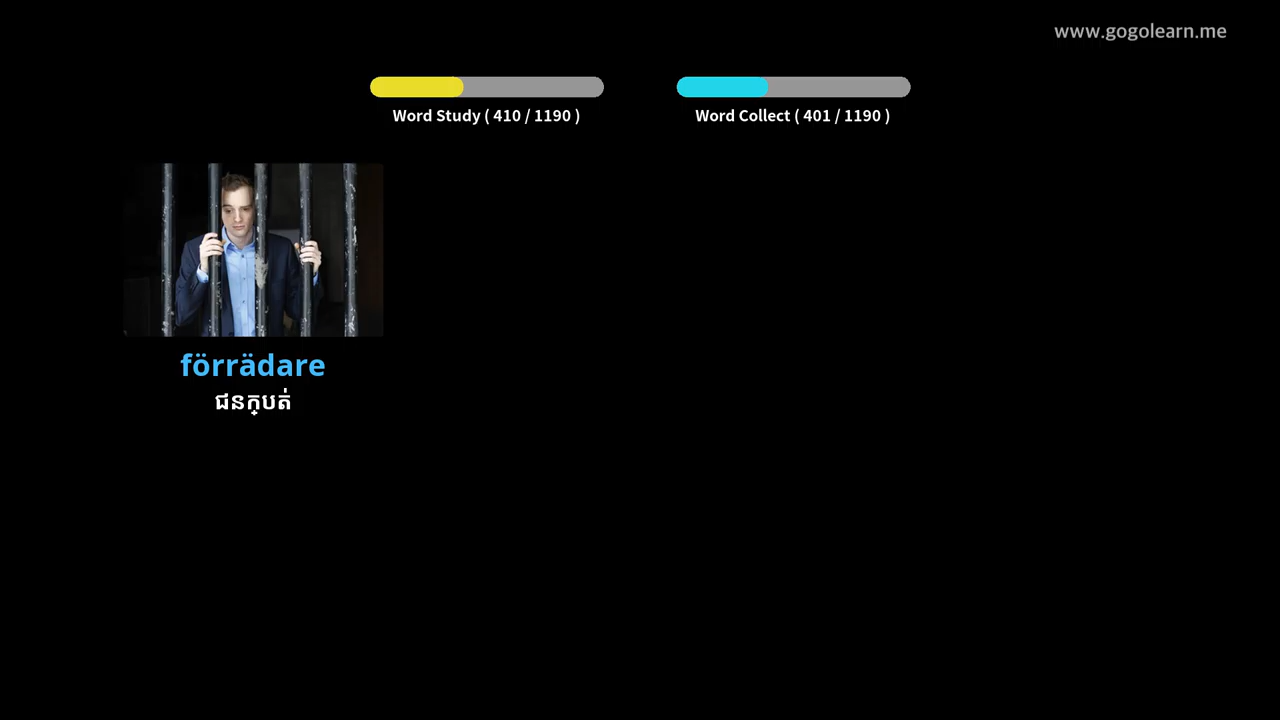 www.gogolearn.me
Word Study ( 410 / 1190 )
Word Collect ( 401 / 1190 )
förrädare
ជនក្បត់